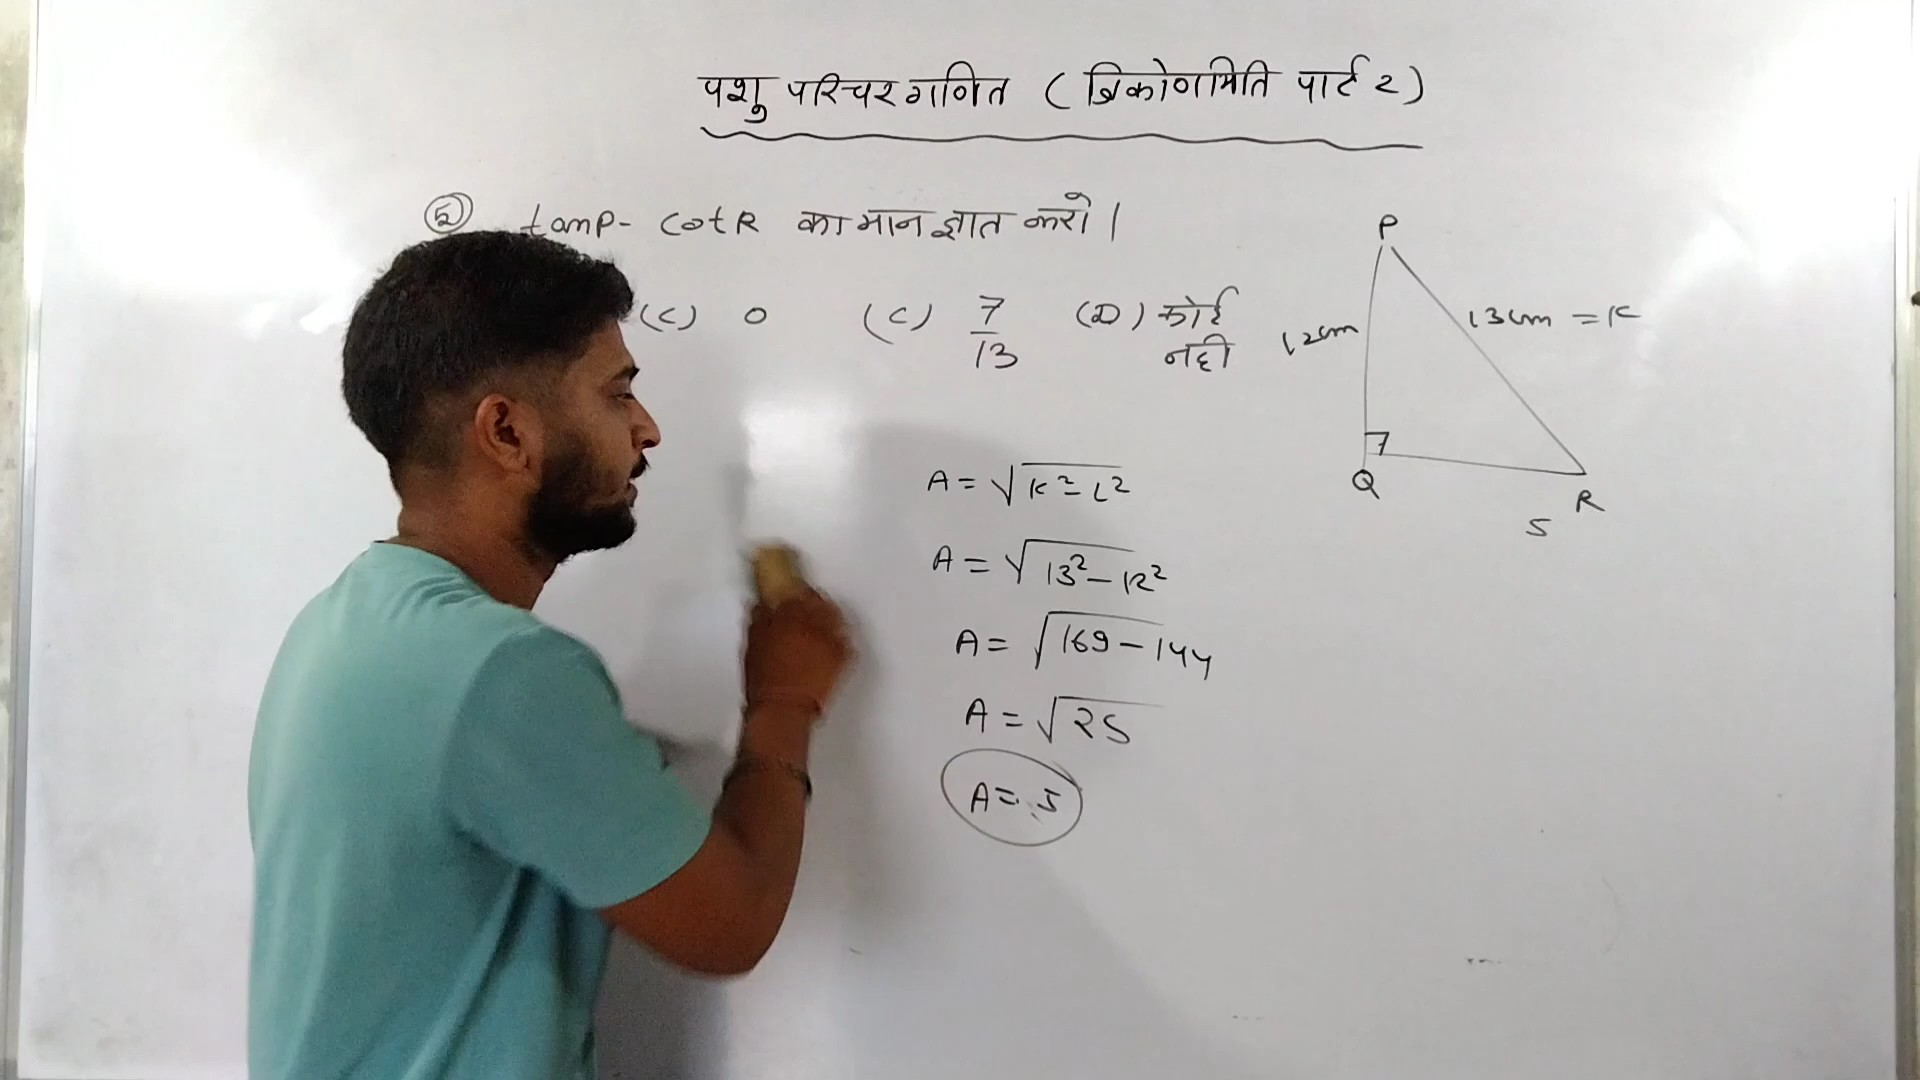 पशु परिचर गणित ( त्रिकोणमिति पार्ट 2 )
(5) tanP - cotR का मान ज्ञात करो |
(C) 0 (C) 7/13 (D) कोई नही
P
12cm
13cm = K
Q
R
5
A = √K² - L²
A = √13² - 12²
A = √169 - 144
A = √25
A = 5